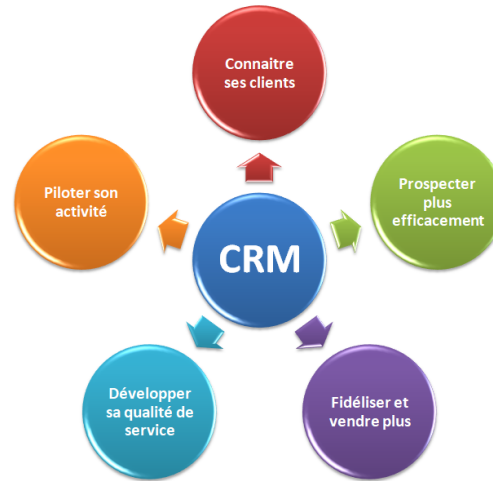 Connaitre
ses clients
Piloter son
activité
Prospecter
plus
efficacement
CRM
Développer
sa qualité de
service
Fidéliser et
vendre plus